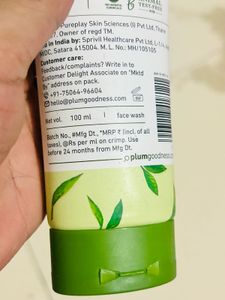 Pureplay Skin Sciences (I) Pvt Ltd,
Owner of regd TM.
in India by: Sprivil Healthcare Pvt Ltd,
MIDC, Satara 415004. M. L. No.: MH/105105
Customer care:
Feedback/complaints? Write in to
Customer Delight Associate on "Mktd
By" address on pack.
+91-75064-96604
hello@plumgoodness.com
Net vol. 100 ml face wash
Batch No., #Mfg Dt., *MRP ₹ (incl. of all
taxes), @Rs per ml on crimp. Use
before 24 months from Mfg Dt.
plumgoodness.com